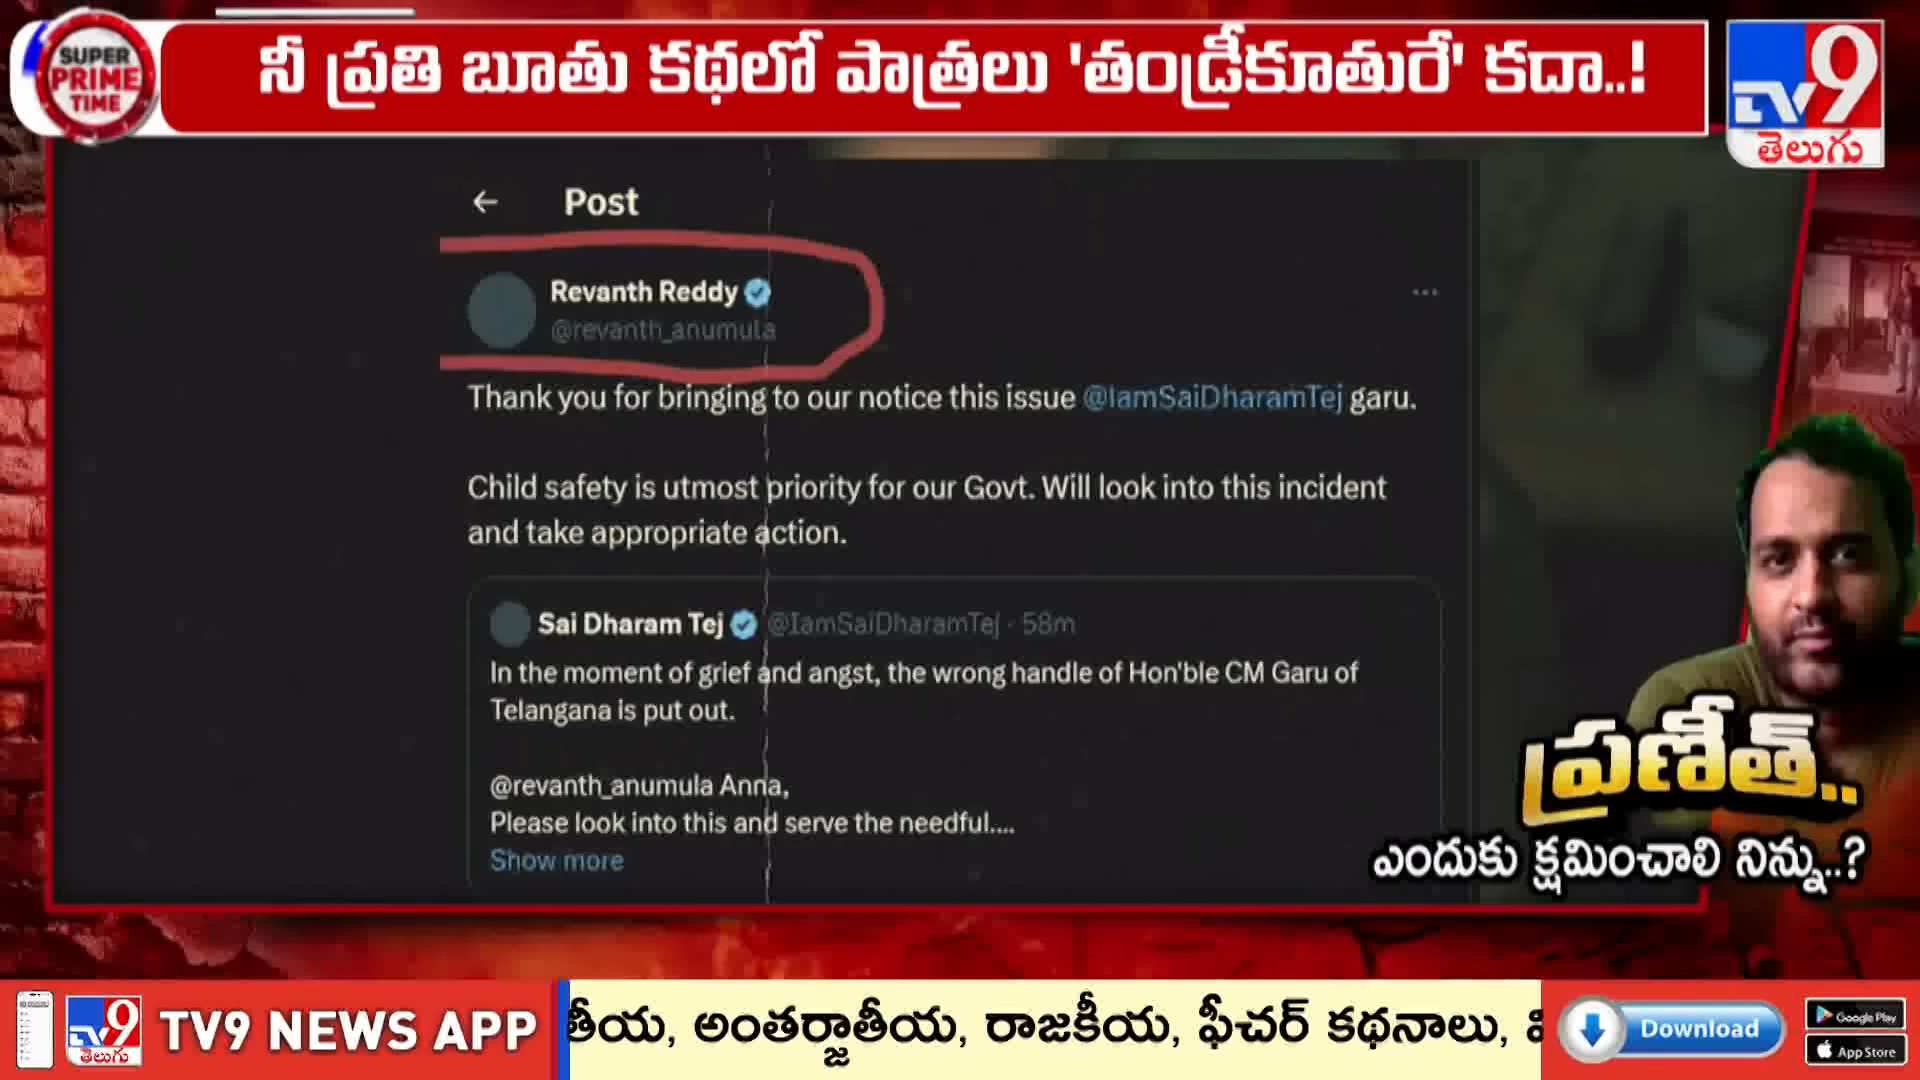 SUPER
PRIME
TIME
నీ ప్రతి బూతు కథలో పాత్రలు 'తండ్రీకూతురే' కదా..!
TV9
తెలుగు
Post
Revanth Reddy
@revanth_anumula
Thank you for bringing to our notice this issue @IamSaiDharamTej garu.
Child safety is utmost priority for our Govt. Will look into this incident
and take appropriate action.
Sai Dharam Tej @IamSaiDharamTej · 58m
In the moment of grief and angst, the wrong handle of Hon'ble CM Garu of
Telangana is put out.
@revanth_anumula Anna,
Please look into this and serve the needful....
Show more
ప్రణీత్..
ఎందుకు క్షమించాలి నిన్ను..?
TV9
తెలుగు
TV9 NEWS APP
తీయ, అంతర్జాతీయ, రాజకీయ, ఫీచర్ కథనాలు,
Download
Google Play
App Store